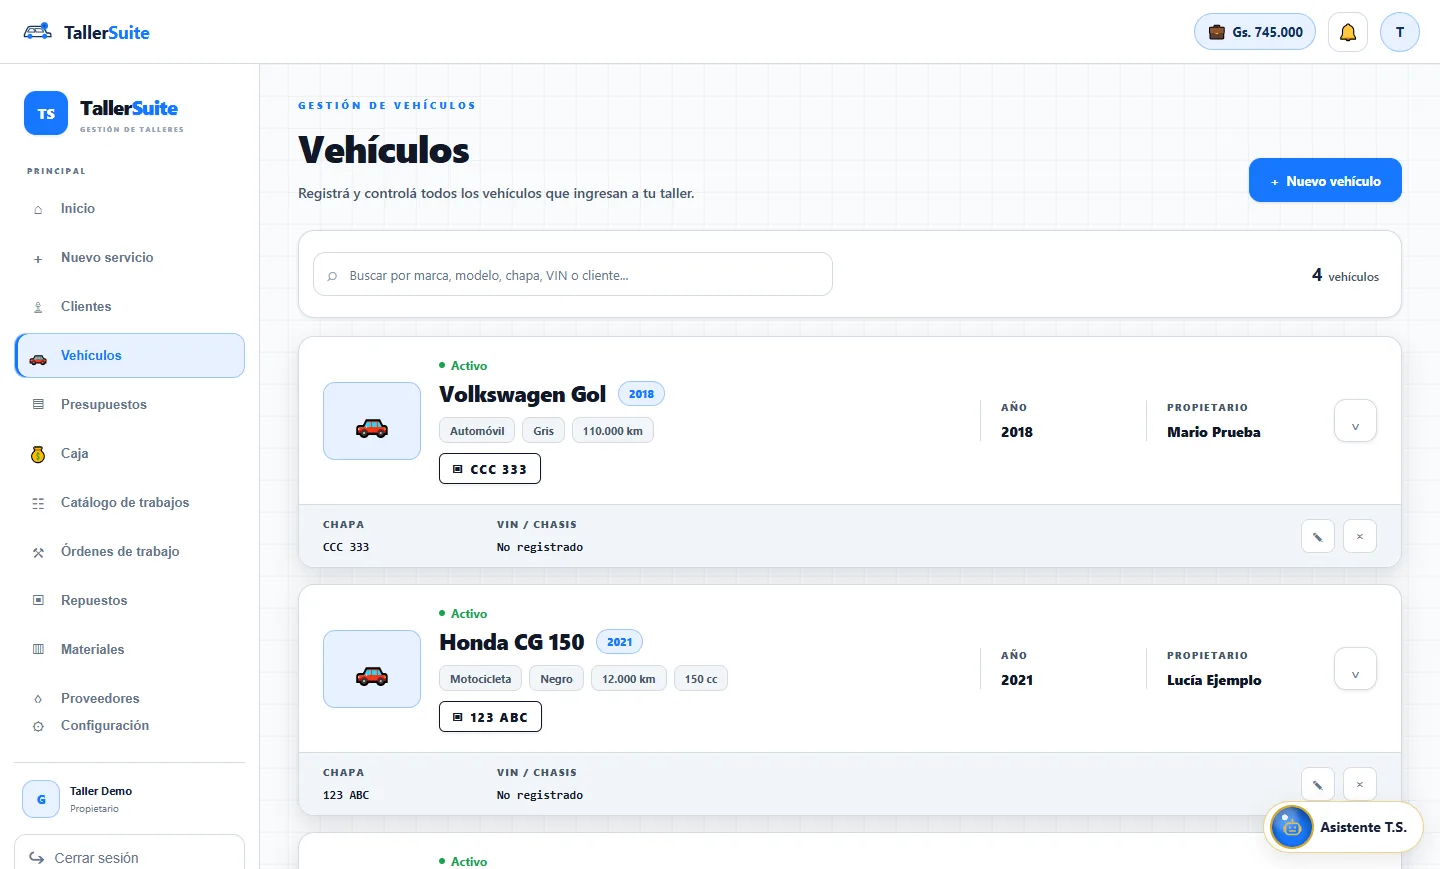 TallerSuite
Gs. 745.000
T
TS
TallerSuite
GESTIÓN DE TALLERES
PRINCIPAL
Inicio
Nuevo servicio
Clientes
Vehículos
Presupuestos
Caja
Catálogo de trabajos
Órdenes de trabajo
Repuestos
Materiales
Proveedores
Configuración
G
Taller Demo
Propietario
Cerrar sesión
GESTIÓN DE VEHÍCULOS
Vehículos
Registrá y controlá todos los vehículos que ingresan a tu taller.
+ Nuevo vehículo
Buscar por marca, modelo, chapa, VIN o cliente...
4 vehículos
Activo
Volkswagen Gol 2018
Automóvil Gris 110.000 km
CCC 333
AÑO
2018
PROPIETARIO
Mario Prueba
CHAPA
CCC 333
VIN / CHASIS
No registrado
Activo
Honda CG 150 2021
Motocicleta Negro 12.000 km 150 cc
123 ABC
AÑO
2021
PROPIETARIO
Lucía Ejemplo
CHAPA
123 ABC
VIN / CHASIS
No registrado
Activo
Asistente T.S.